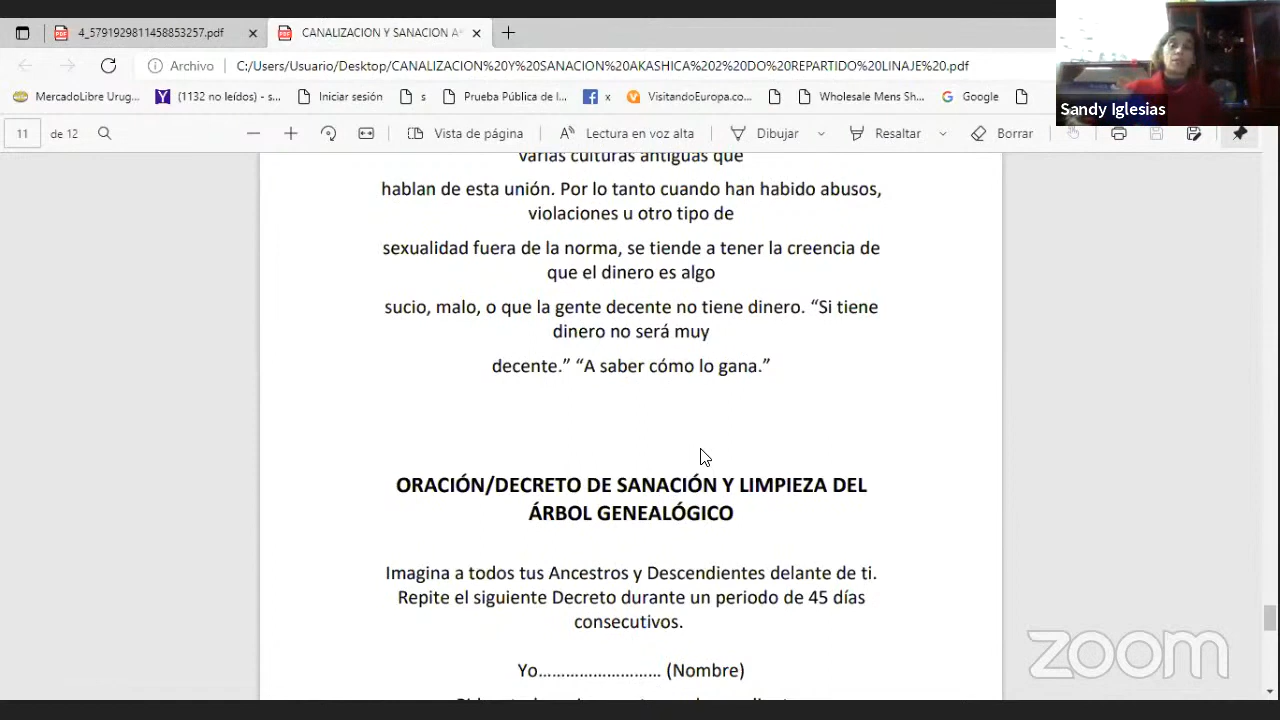 4_5791929811458853257.pdf
CANALIZACION Y SANACION A
Sandy Iglesias
Archivo
C:/Users/Usuario/Desktop/CANALIZACION%20Y%20SANACION%20AKASHICA%202%20DO%20REPARTIDO%20LINAJE%20.pdf
MercadoLibre Urug...
(1132 no leídos) - s...
Iniciar sesión
s
Prueba Pública de l...
x
VisitandoEuropa.co...
Wholesale Mens Sh...
Google
11 de 12
Vista de página
Lectura en voz alta
Dibujar
Resaltar
Borrar
varias culturas antiguas que
hablan de esta unión. Por lo tanto cuando han habido abusos,
violaciones u otro tipo de
sexualidad fuera de la norma, se tiende a tener la creencia de
que el dinero es algo
sucio, malo, o que la gente decente no tiene dinero. “Si tiene
dinero no será muy
decente.” “A saber cómo lo gana.”
ORACIÓN/DECRETO DE SANACIÓN Y LIMPIEZA DEL
ÁRBOL GENEALÓGICO
Imagina a todos tus Ancestros y Descendientes delante de ti.
Repite el siguiente Decreto durante un periodo de 45 días
consecutivos.
Yo……………………… (Nombre)
zoom